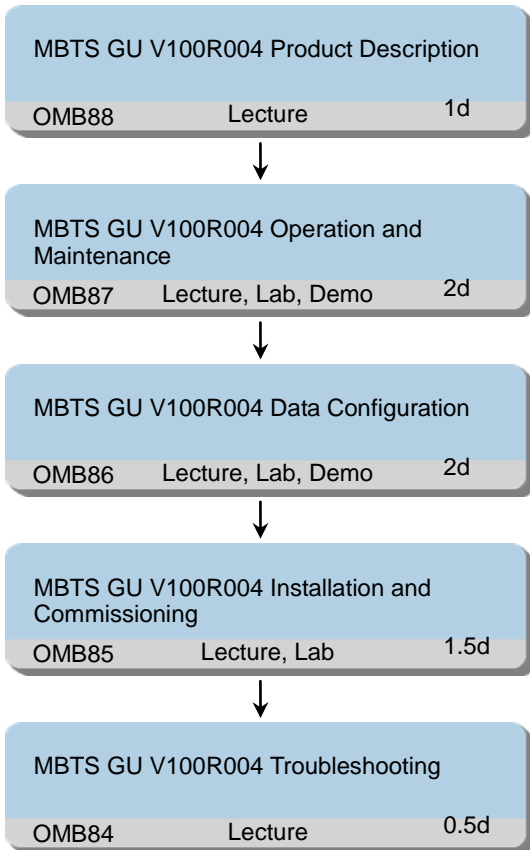 MBTS GU V100R004 Product Description
OMB88 Lecture 1d
MBTS GU V100R004 Operation and
Maintenance
OMB87 Lecture, Lab, Demo 2d
MBTS GU V100R004 Data Configuration
OMB86 Lecture, Lab, Demo 2d
MBTS GU V100R004 Installation and
Commissioning
OMB85 Lecture, Lab 1.5d
MBTS GU V100R004 Troubleshooting
OMB84 Lecture 0.5d